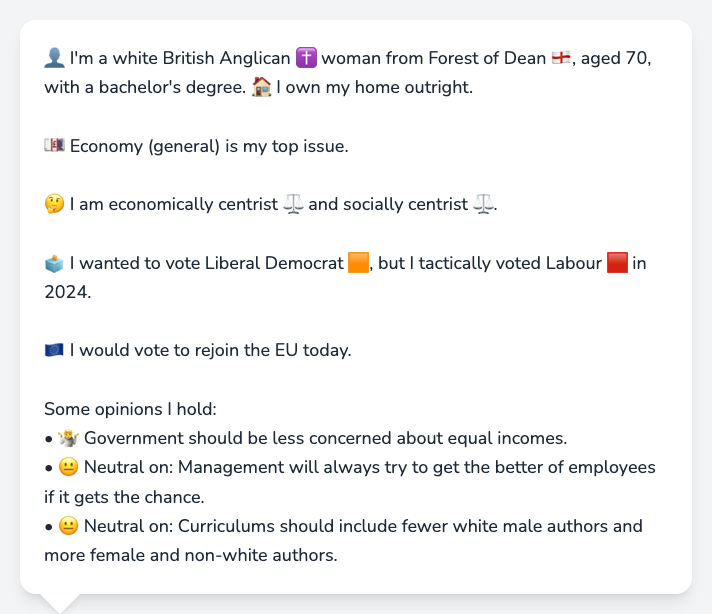 👤 I'm a white British Anglican ✝️ woman from Forest of Dean 🏴󠁧󠁢󠁥󠁮󠁧󠁿, aged 70,
with a bachelor's degree. 🏠 I own my home outright.
💷 Economy (general) is my top issue.
🤔 I am economically centrist ⚖️ and socially centrist ⚖️.
🗳️ I wanted to vote Liberal Democrat 🟧, but I tactically voted Labour 🟥 in
2024.
🇪🇺 I would vote to rejoin the EU today.
Some opinions I hold:
• 🤷 Government should be less concerned about equal incomes.
• 😐 Neutral on: Management will always try to get the better of employees
if it gets the chance.
• 😐 Neutral on: Curriculums should include fewer white male authors and
more female and non-white authors.